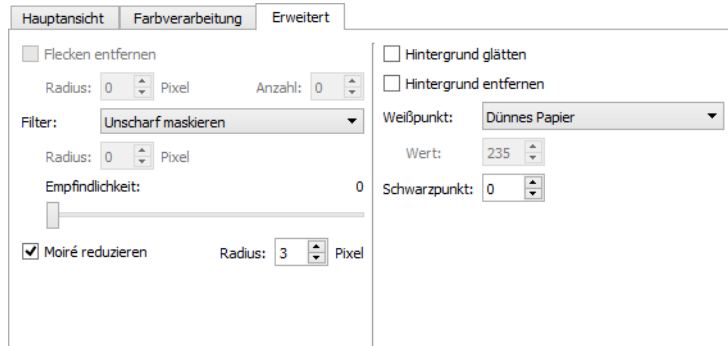 Hauptansicht Farbverarbeitung Erweitert
Flecken entfernen
Radius: 0 Pixel Anzahl: 0
Filter: Unscharf maskieren
Radius: 0 Pixel
Empfindlichkeit: 0
Moiré reduzieren Radius: 3 Pixel
Hintergrund glätten
Hintergrund entfernen
Weißpunkt: Dünnes Papier
Wert: 235
Schwarzpunkt: 0